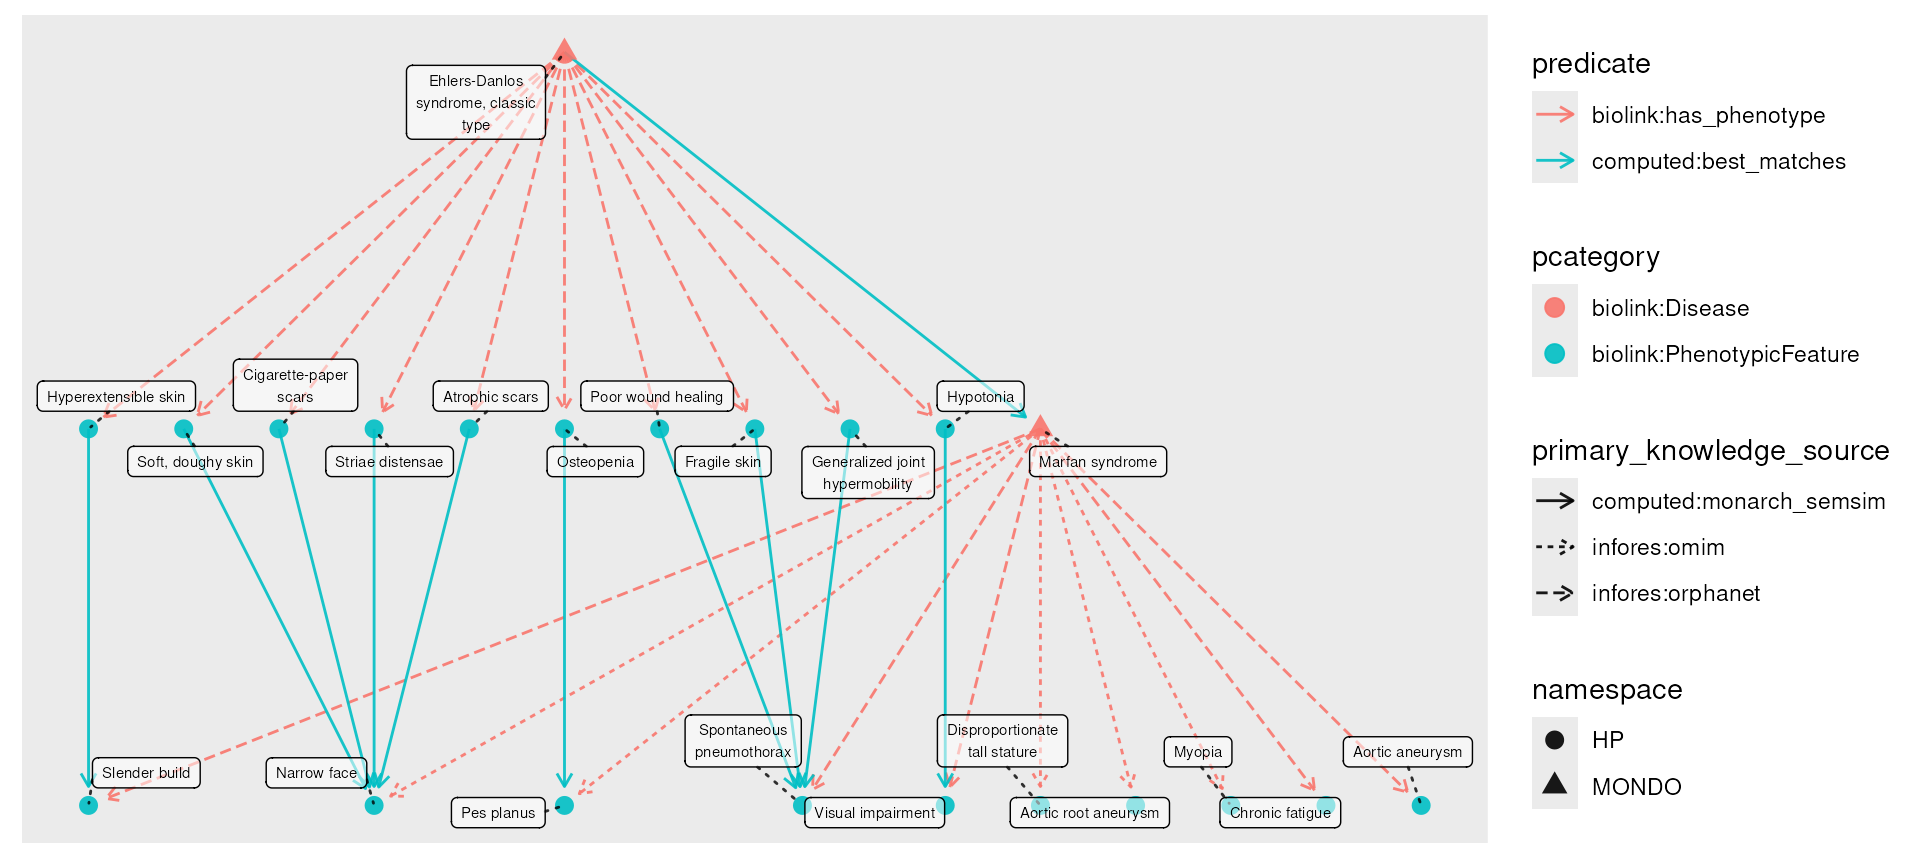 Ehlers-Danlos
syndrome, classic
type
Hyperextensible skin
Cigarette-paper
scars
Atrophic scars
Poor wound healing
Hypotonia
Soft, doughy skin
Striae distensae
Osteopenia
Fragile skin
Generalized joint
hypermobility
Marfan syndrome
Slender build
Narrow face
Pes planus
Spontaneous
pneumothorax
Visual impairment
Disproportionate
tall stature
Aortic root aneurysm
Myopia
Chronic fatigue
Aortic aneurysm
predicate
biolink:has_phenotype
computed:best_matches
pcategory
biolink:Disease
biolink:PhenotypicFeature
primary_knowledge_source
computed:monarch_semsim
infores:omim
infores:orphanet
namespace
HP
MONDO